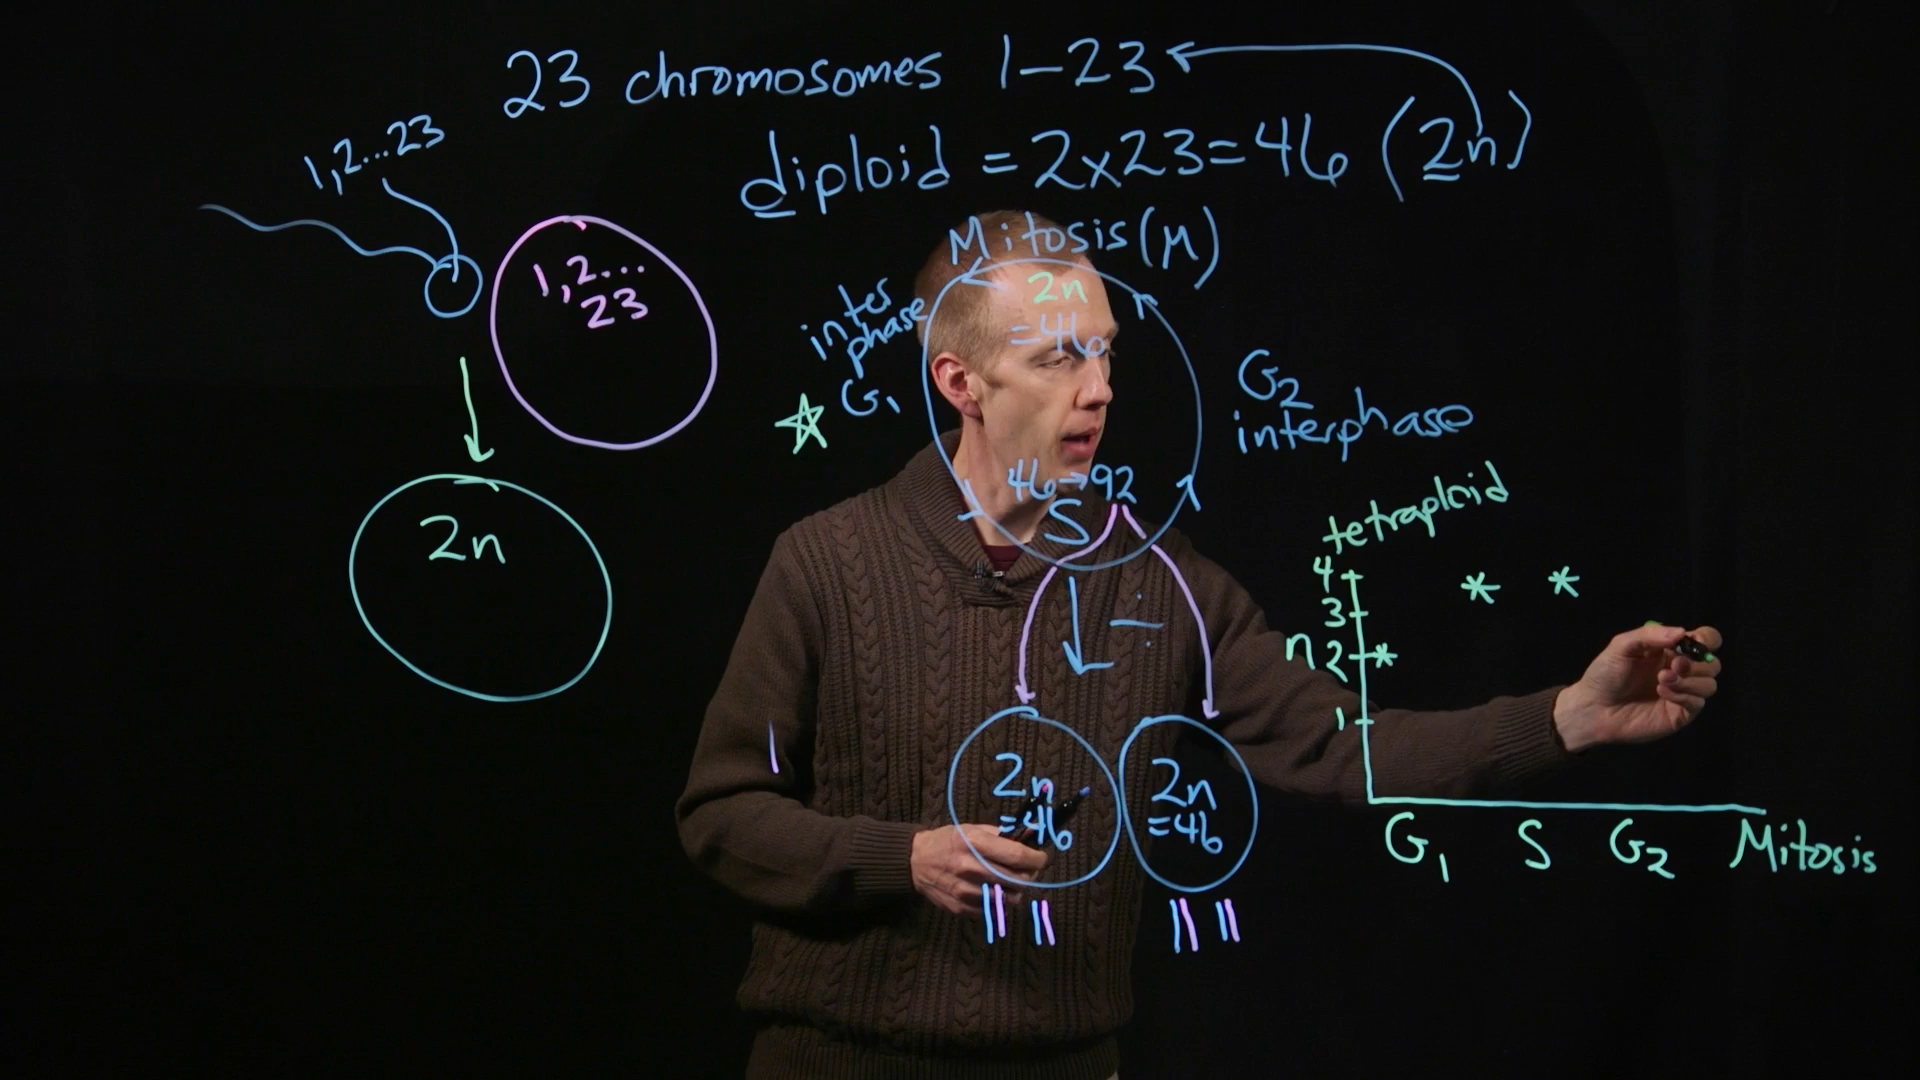 23 chromosomes 1-23
diploid = 2x23=46 (2n)
1,2...23
1,2...
23
2n
Mitosis(M)
2n
=46
inter
phase
G1
G2
interphase
46→92
S
÷
2n
=46
2n
=46
tetraploid
4
3
n 2
1
G1 S G2 Mitosis